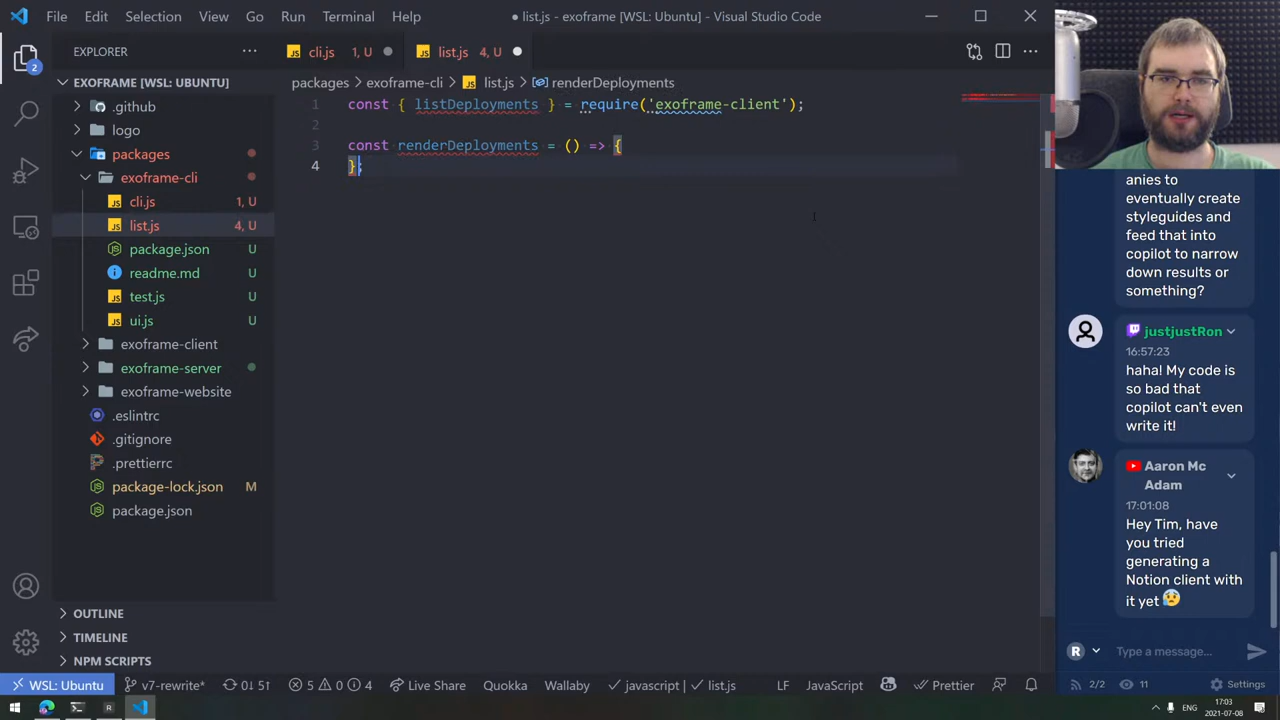 File Edit Selection View Go Run Terminal Help
● list.js - exoframe [WSL: Ubuntu] - Visual Studio Code
EXPLORER
EXOFRAME [WSL: UBUNTU]
.github
logo
packages
exoframe-cli
cli.js 1, U
list.js 4, U
package.json U
readme.md U
test.js U
ui.js U
exoframe-client
exoframe-server
exoframe-website
.eslintrc
.gitignore
.prettierrc
package-lock.json M
package.json
OUTLINE
TIMELINE
NPM SCRIPTS
2
JS cli.js 1, U
JS list.js 4, U
packages > exoframe-cli > JS list.js > renderDeployments
1 const { listDeployments } = require('exoframe-client');
2
3 const renderDeployments = () => {
4 };
anies to
eventually create
styleguides and
feed that into
copilot to narrow
down results or
something?
justjustRon
16:57:23
haha! My code is
so bad that
copilot can't even
write it!
Aaron Mc
Adam
17:01:08
Hey Tim, have
you tried
generating a
Notion client with
it yet 😰
R Type a message...
2/2 11 Settings
WSL: Ubuntu v7-rewrite* 0↓ 5↑ 5 0 4 Live Share Quokka Wallaby ✓ javascript | ✓ list.js LF JavaScript Prettier
ENG 17:03
2021-07-08